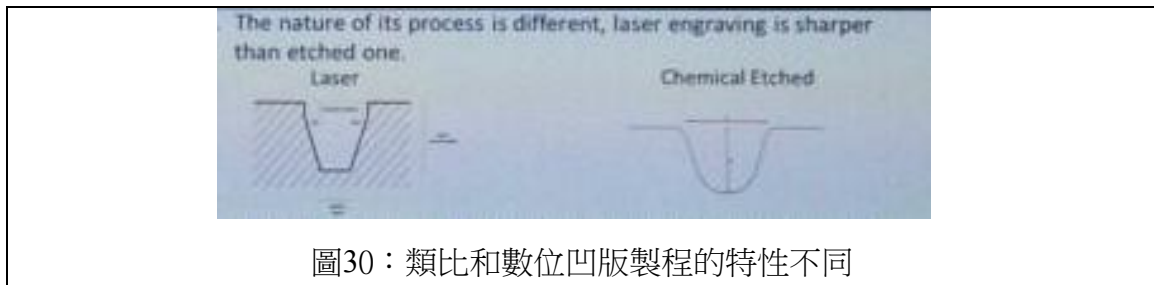 The nature of its process is different, laser engraving is sharper
than etched one.
Laser
Chemical Etched
圖30：類比和數位凹版製程的特性不同